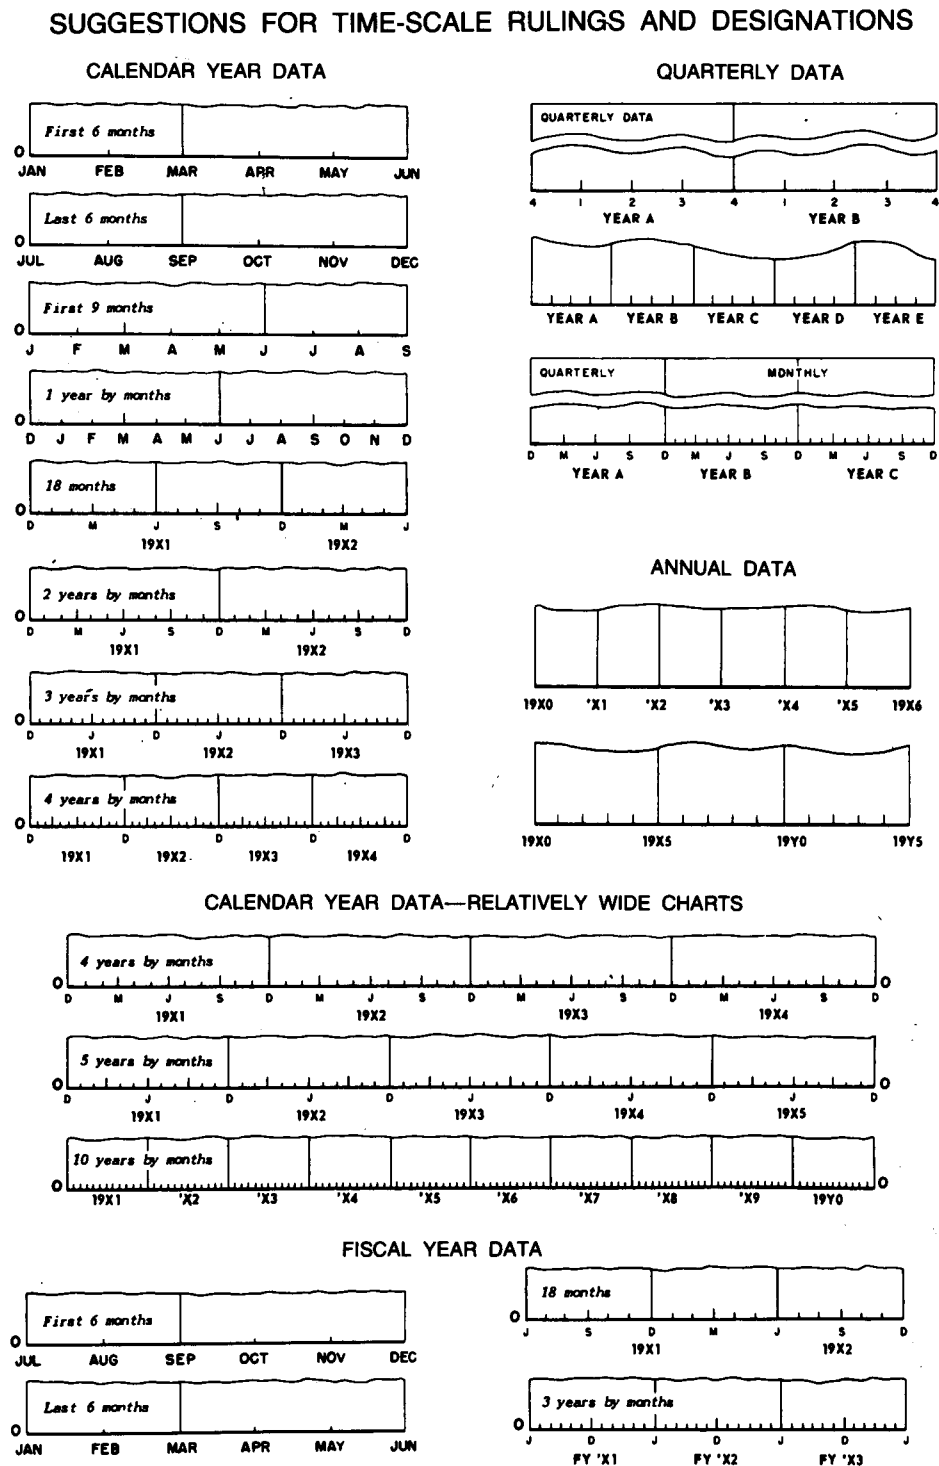 SUGGESTIONS FOR TIME-SCALE RULINGS AND DESIGNATIONS
CALENDAR YEAR DATA
First 6 months
0
JAN FEB MAR APR MAY JUN
Last 6 months
0
JUL AUG SEP OCT NOV DEC
First 9 months
0
J F M A M J J A S
1 year by months
0
D J F M A M J J A S O N D
18 months
0
D M J S D M J
19X1 19X2
2 years by months
0
D M J S D M J S D
19X1 19X2
3 years by months
0
D J D J D J D
19X1 19X2 19X3
4 years by months
0
D D D D D
19X1 19X2 19X3 19X4
QUARTERLY DATA
QUARTERLY DATA
4 1 2 3 4 1 2 3 4
YEAR A YEAR B
YEAR A YEAR B YEAR C YEAR D YEAR E
QUARTERLY MONTHLY
D M J S D M J S D M J S D
YEAR A YEAR B YEAR C
ANNUAL DATA
19X0 'X1 'X2 'X3 'X4 'X5 19X6
19X0 19X5 19Y0 19Y5
CALENDAR YEAR DATA—RELATIVELY WIDE CHARTS
4 years by months
0 0
D M J S D M J S D M J S D M J S D
19X1 19X2 19X3 19X4
5 years by months
0 0
D J D J D J D J D J D
19X1 19X2 19X3 19X4 19X5
10 years by months
0 0
19X1 'X2 'X3 'X4 'X5 'X6 'X7 'X8 'X9 19Y0
FISCAL YEAR DATA
First 6 months
0
JUL AUG SEP OCT NOV DEC
Last 6 months
0
JAN FEB MAR APR MAY JUN
18 months
0
J S D M J S D
19X1 19X2
3 years by months
0
J D J D J D J
FY 'X1 FY 'X2 FY 'X3